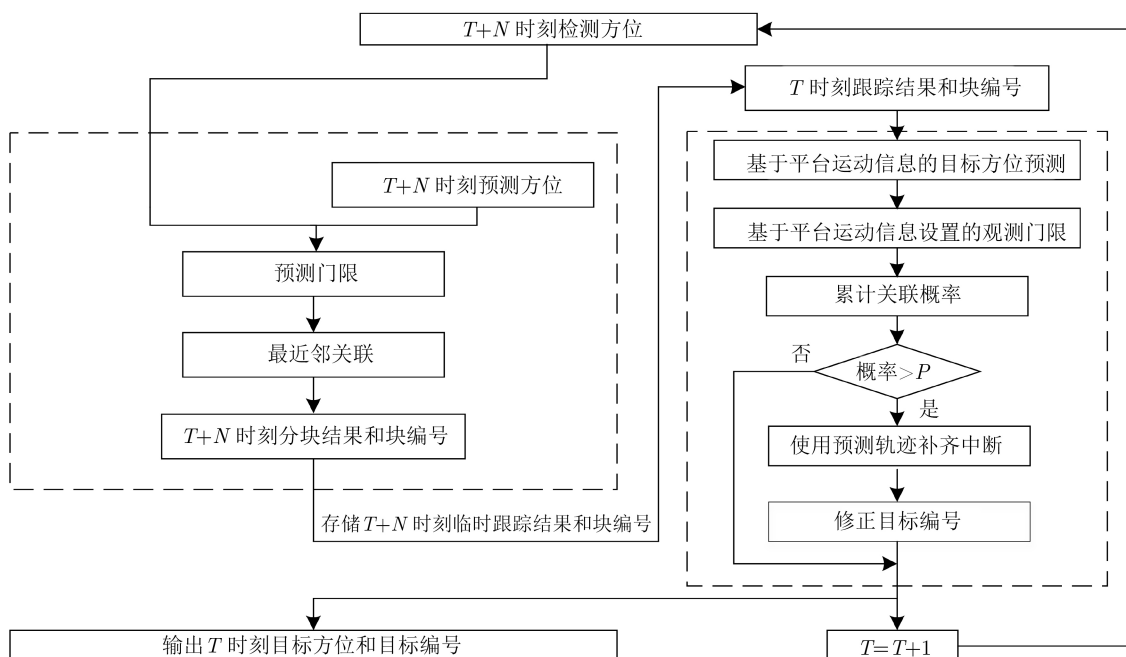 T+N 时刻检测方位
T 时刻跟踪结果和块编号
基于平台运动信息的目标方位预测
T+N 时刻预测方位
基于平台运动信息设置的观测门限
预测门限
累计关联概率
最近邻关联
否
概率>P
是
T+N 时刻分块结果和块编号
使用预测轨迹补齐中断
存储T+N 时刻临时跟踪结果和块编号
修正目标编号
输出T 时刻目标方位和目标编号
T=T+1